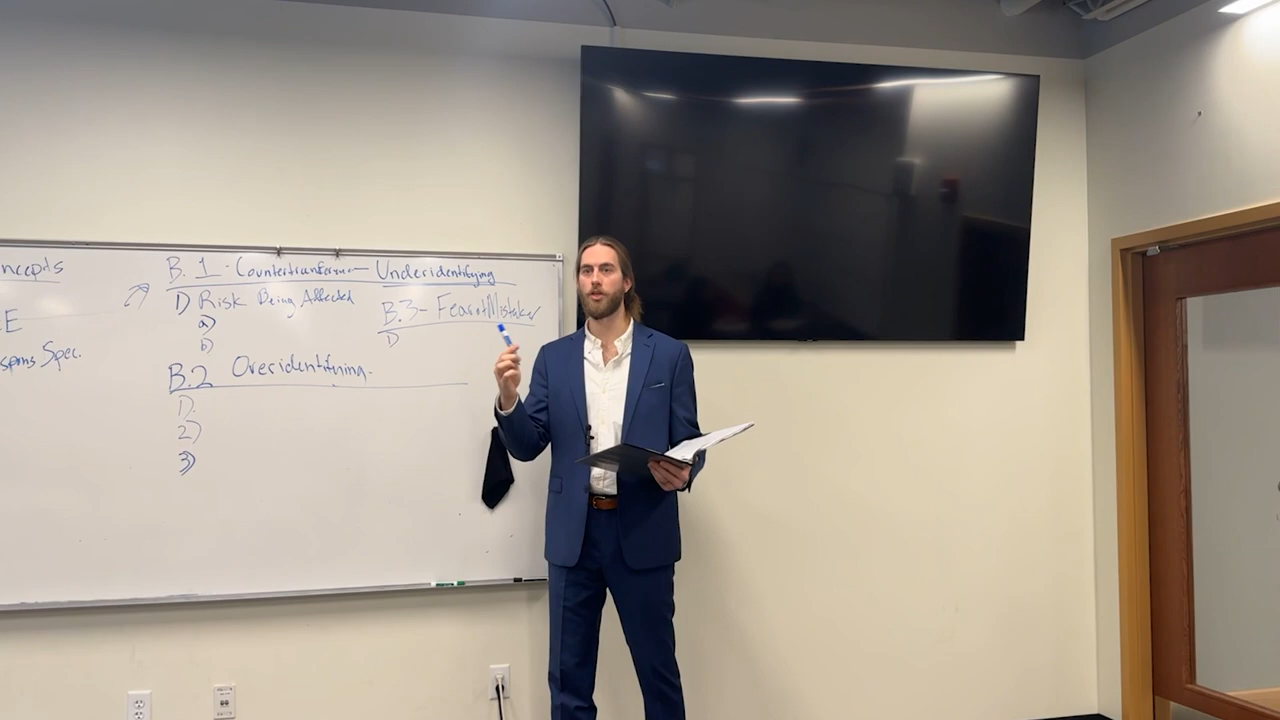 ncepts
E
spons Spec.
B. 1 - Countertransferen— Underidentifying
1) Risk Being Affected
a)
b)
B.3 - Fear of Mistakes
1)
B.2 Overidentifying.
1)
2)
3)